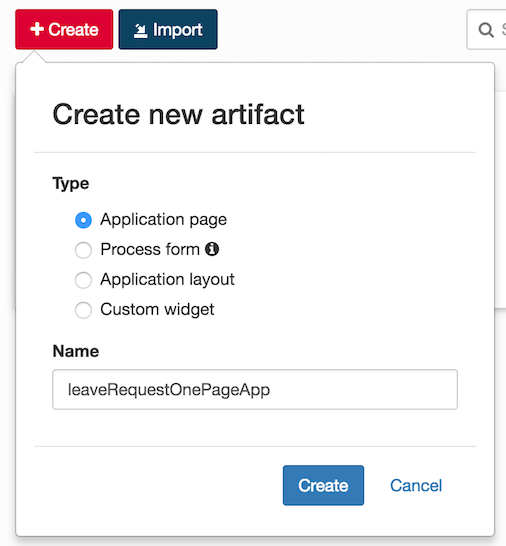 + Create
Import
Create new artifact
Type
Application page
Process form
Application layout
Custom widget
Name
leaveRequestOnePageApp
Create
Cancel